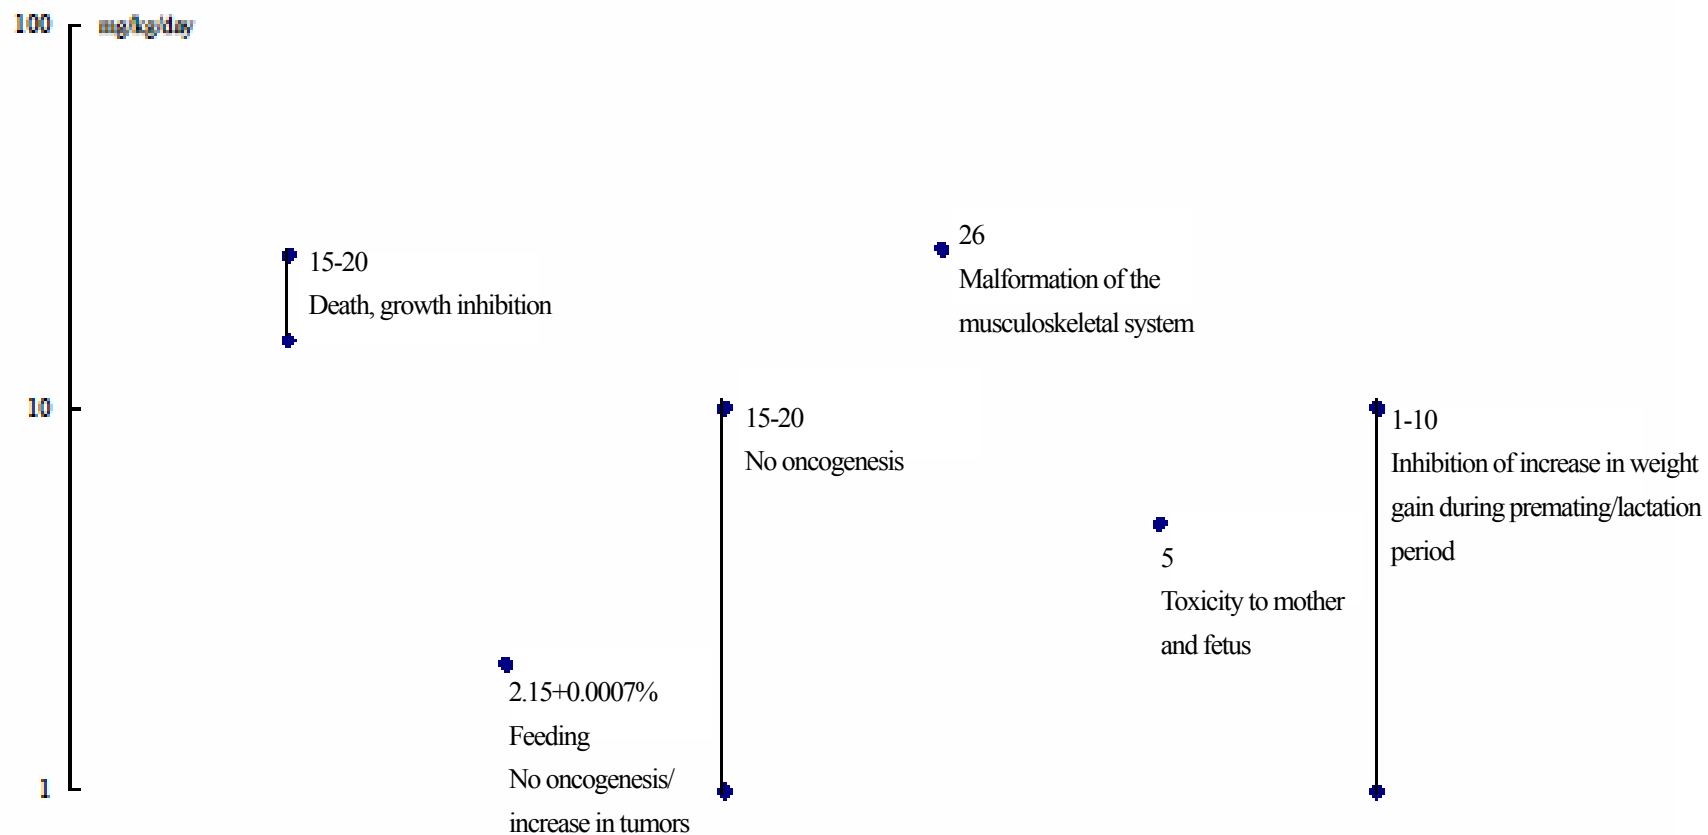 100
mg/kg/day
26
Malformation of the
musculoskeletal system
15-20
Death, growth inhibition
10
15-20
No oncogenesis
1-10
Inhibition of increase in weight
gain during premating/lactation
period
5
Toxicity to mother
and fetus
2.15+0.0007%
Feeding
No oncogenesis/
increase in tumors
1